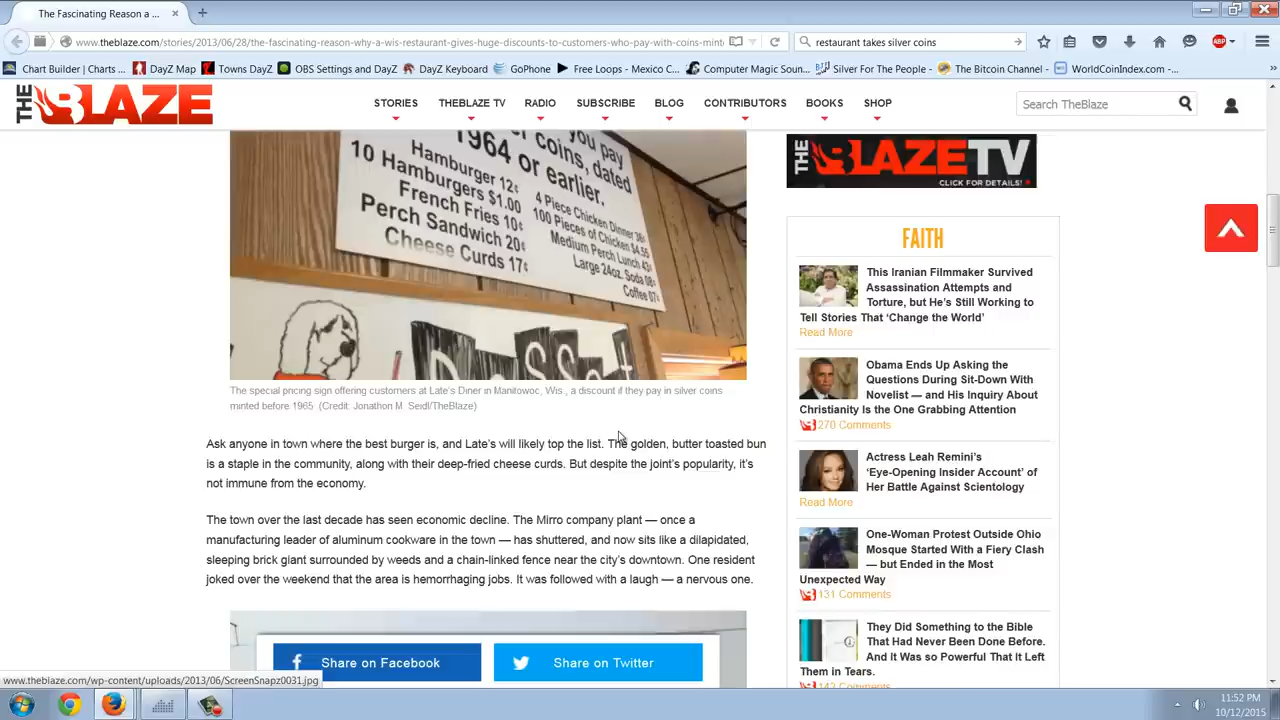 The Fascinating Reason a ...
www.theblaze.com/stories/2013/06/28/the-fascinating-reason-why-a-wis-restaurant-gives-huge-discounts-to-customers-who-pay-with-coins-minte
restaurant takes silver coins
ABP
Chart Builder | Charts ...
DayZ Map
Towns DayZ
OBS Settings and DayZ
DayZ Keyboard
GoPhone
Free Loops - Mexico C...
Computer Magic Soun...
Silver For The People - ...
The Bitcoin Channel - ...
WorldCoinIndex.com -...
THE BLAZE
STORIES
THEBLAZE TV
RADIO
SUBSCRIBE
BLOG
CONTRIBUTORS
BOOKS
SHOP
Search TheBlaze
you pay
coins, dated
1964 or earlier.
Hamburger 12¢
10 Hamburgers $1.00
French Fries 10¢
Perch Sandwich 20¢
Cheese Curds 17¢
4 Piece Chicken Dinner
100 Pieces of Chicken
Medium Perch Lunch
Large 24oz. Soda
Coffee
The special pricing sign offering customers at Late's Diner in Manitowoc, Wis., a discount if they pay in silver coins
minted before 1965 (Credit: Jonathon M. Seidl/TheBlaze)
Ask anyone in town where the best burger is, and Late's will likely top the list. The golden, butter toasted bun
is a staple in the community, along with their deep-fried cheese curds. But despite the joint's popularity, it's
not immune from the economy.
The town over the last decade has seen economic decline. The Mirro company plant — once a
manufacturing leader of aluminum cookware in the town — has shuttered, and now sits like a dilapidated,
sleeping brick giant surrounded by weeds and a chain-linked fence near the city's downtown. One resident
joked over the weekend that the area is hemorrhaging jobs. It was followed with a laugh — a nervous one.
Share on Facebook
Share on Twitter
THE BLAZE TV
CLICK FOR DETAILS!
FAITH
This Iranian Filmmaker Survived
Assassination Attempts and
Torture, but He's Still Working to
Tell Stories That 'Change the World'
Read More
Obama Ends Up Asking the
Questions During Sit-Down With
Novelist — and His Inquiry About
Christianity Is the One Grabbing Attention
270 Comments
Actress Leah Remini's
'Eye-Opening Insider Account' of
Her Battle Against Scientology
Read More
One-Woman Protest Outside Ohio
Mosque Started With a Fiery Clash
— but Ended in the Most
Unexpected Way
131 Comments
They Did Something to the Bible
That Had Never Been Done Before.
And It Was so Powerful That It Left
Them in Tears.
142 Comments
www.theblaze.com/wp-content/uploads/2013/06/ScreenSnapz0031.jpg
11:52 PM
10/12/2015